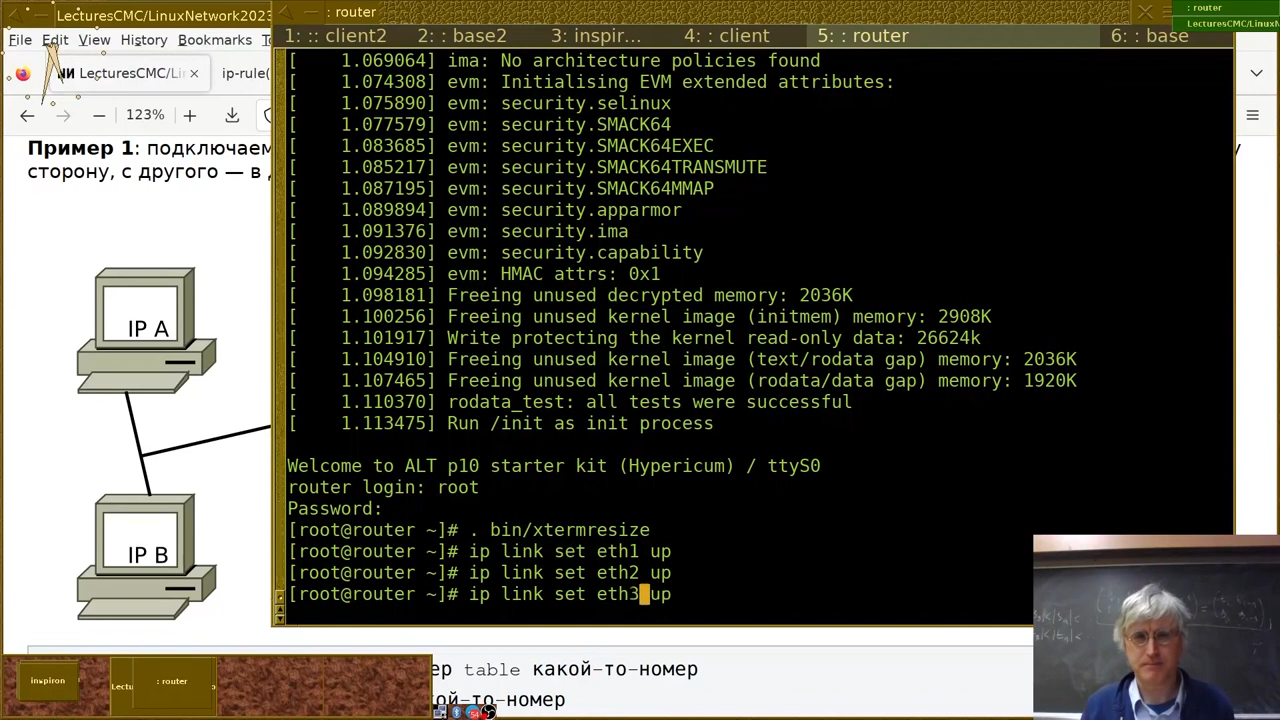 LecturesCMC/LinuxNetwork2023
: router
: router
LecturesCMC/LinuxNetwork2023
File Edit View History Bookmarks
1: :: client2 2: : base2 3: inspir... 4: : client 5: : router 6: : base
LecturesCMC/Lin
ip-rule(
123%
Пример 1: подключаем
сторону, с другого — в
IP A
IP B
[ 1.069064] ima: No architecture policies found
[ 1.074308] evm: Initialising EVM extended attributes:
[ 1.075890] evm: security.selinux
[ 1.077579] evm: security.SMACK64
[ 1.083685] evm: security.SMACK64EXEC
[ 1.085217] evm: security.SMACK64TRANSMUTE
[ 1.087195] evm: security.SMACK64MMAP
[ 1.089894] evm: security.apparmor
[ 1.091376] evm: security.ima
[ 1.092830] evm: security.capability
[ 1.094285] evm: HMAC attrs: 0x1
[ 1.098181] Freeing unused decrypted memory: 2036K
[ 1.100256] Freeing unused kernel image (initmem) memory: 2908K
[ 1.101917] Write protecting the kernel read-only data: 26624k
[ 1.104910] Freeing unused kernel image (text/rodata gap) memory: 2036K
[ 1.107465] Freeing unused kernel image (rodata/data gap) memory: 1920K
[ 1.110370] rodata_test: all tests were successful
[ 1.113475] Run /init as init process
Welcome to ALT p10 starter kit (Hypericum) / ttyS0
router login: root
Password:
[root@router ~]# . bin/xtermresize
[root@router ~]# ip link set eth1 up
[root@router ~]# ip link set eth2 up
[root@router ~]# ip link set eth3 up
ер table какой-то-номер
ой-то-номер
inspiron
Lectu
: router